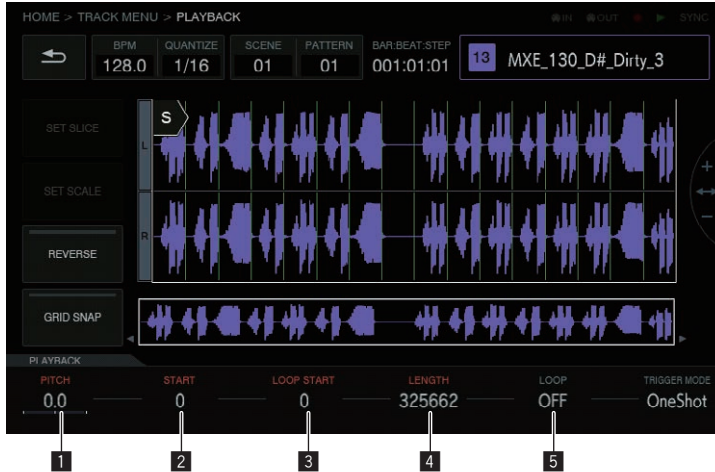 HOME > TRACK MENU > PLAYBACK
IN OUT SYNC
BPM QUANTIZE SCENE PATTERN BAR:BEAT:STEP
128.0 1/16 01 01 001:01:01 13 MXE_130_D#_Dirty_3
SET SLICE
S
L
SET SCALE
+
−
R
REVERSE
GRID SNAP
PLAYBACK
PITCH START LOOP START LENGTH LOOP TRIGGER MODE
0.0 0 0 325662 OFF OneShot
1 2 3 4 5